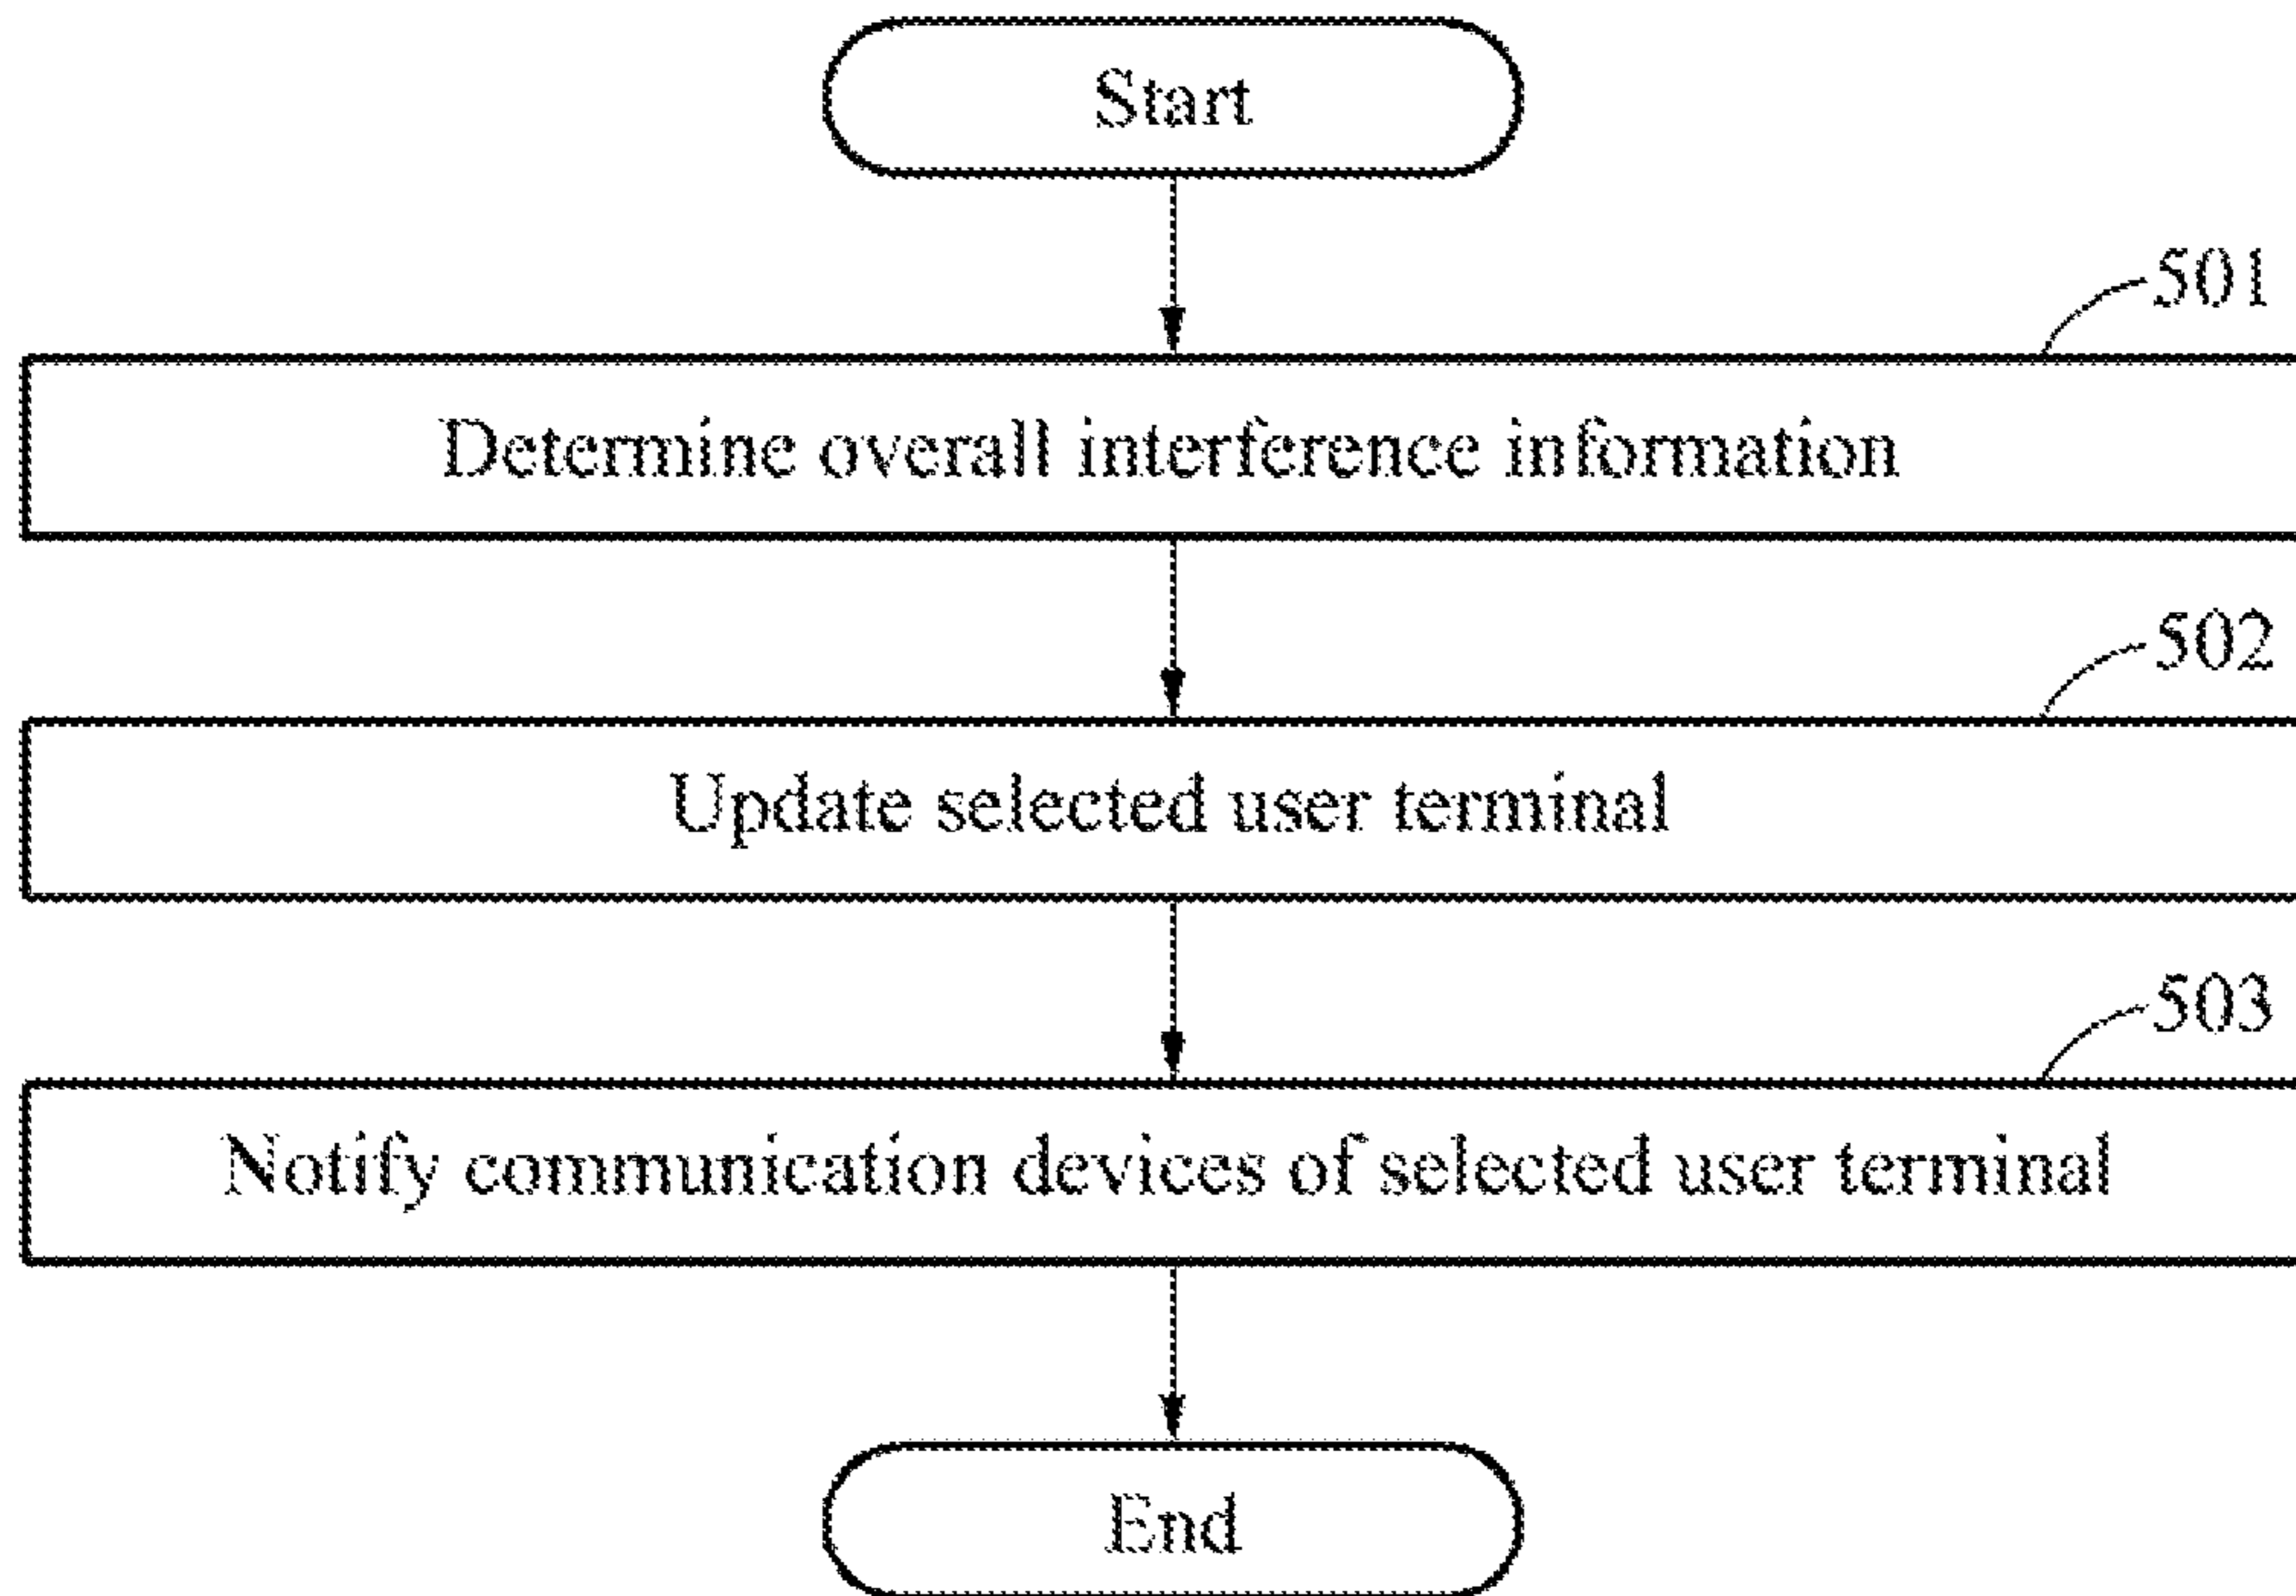 Start
501
Determine overall interference information
502
Update selected user terminal
503
Notify communication devices of selected user terminal
End